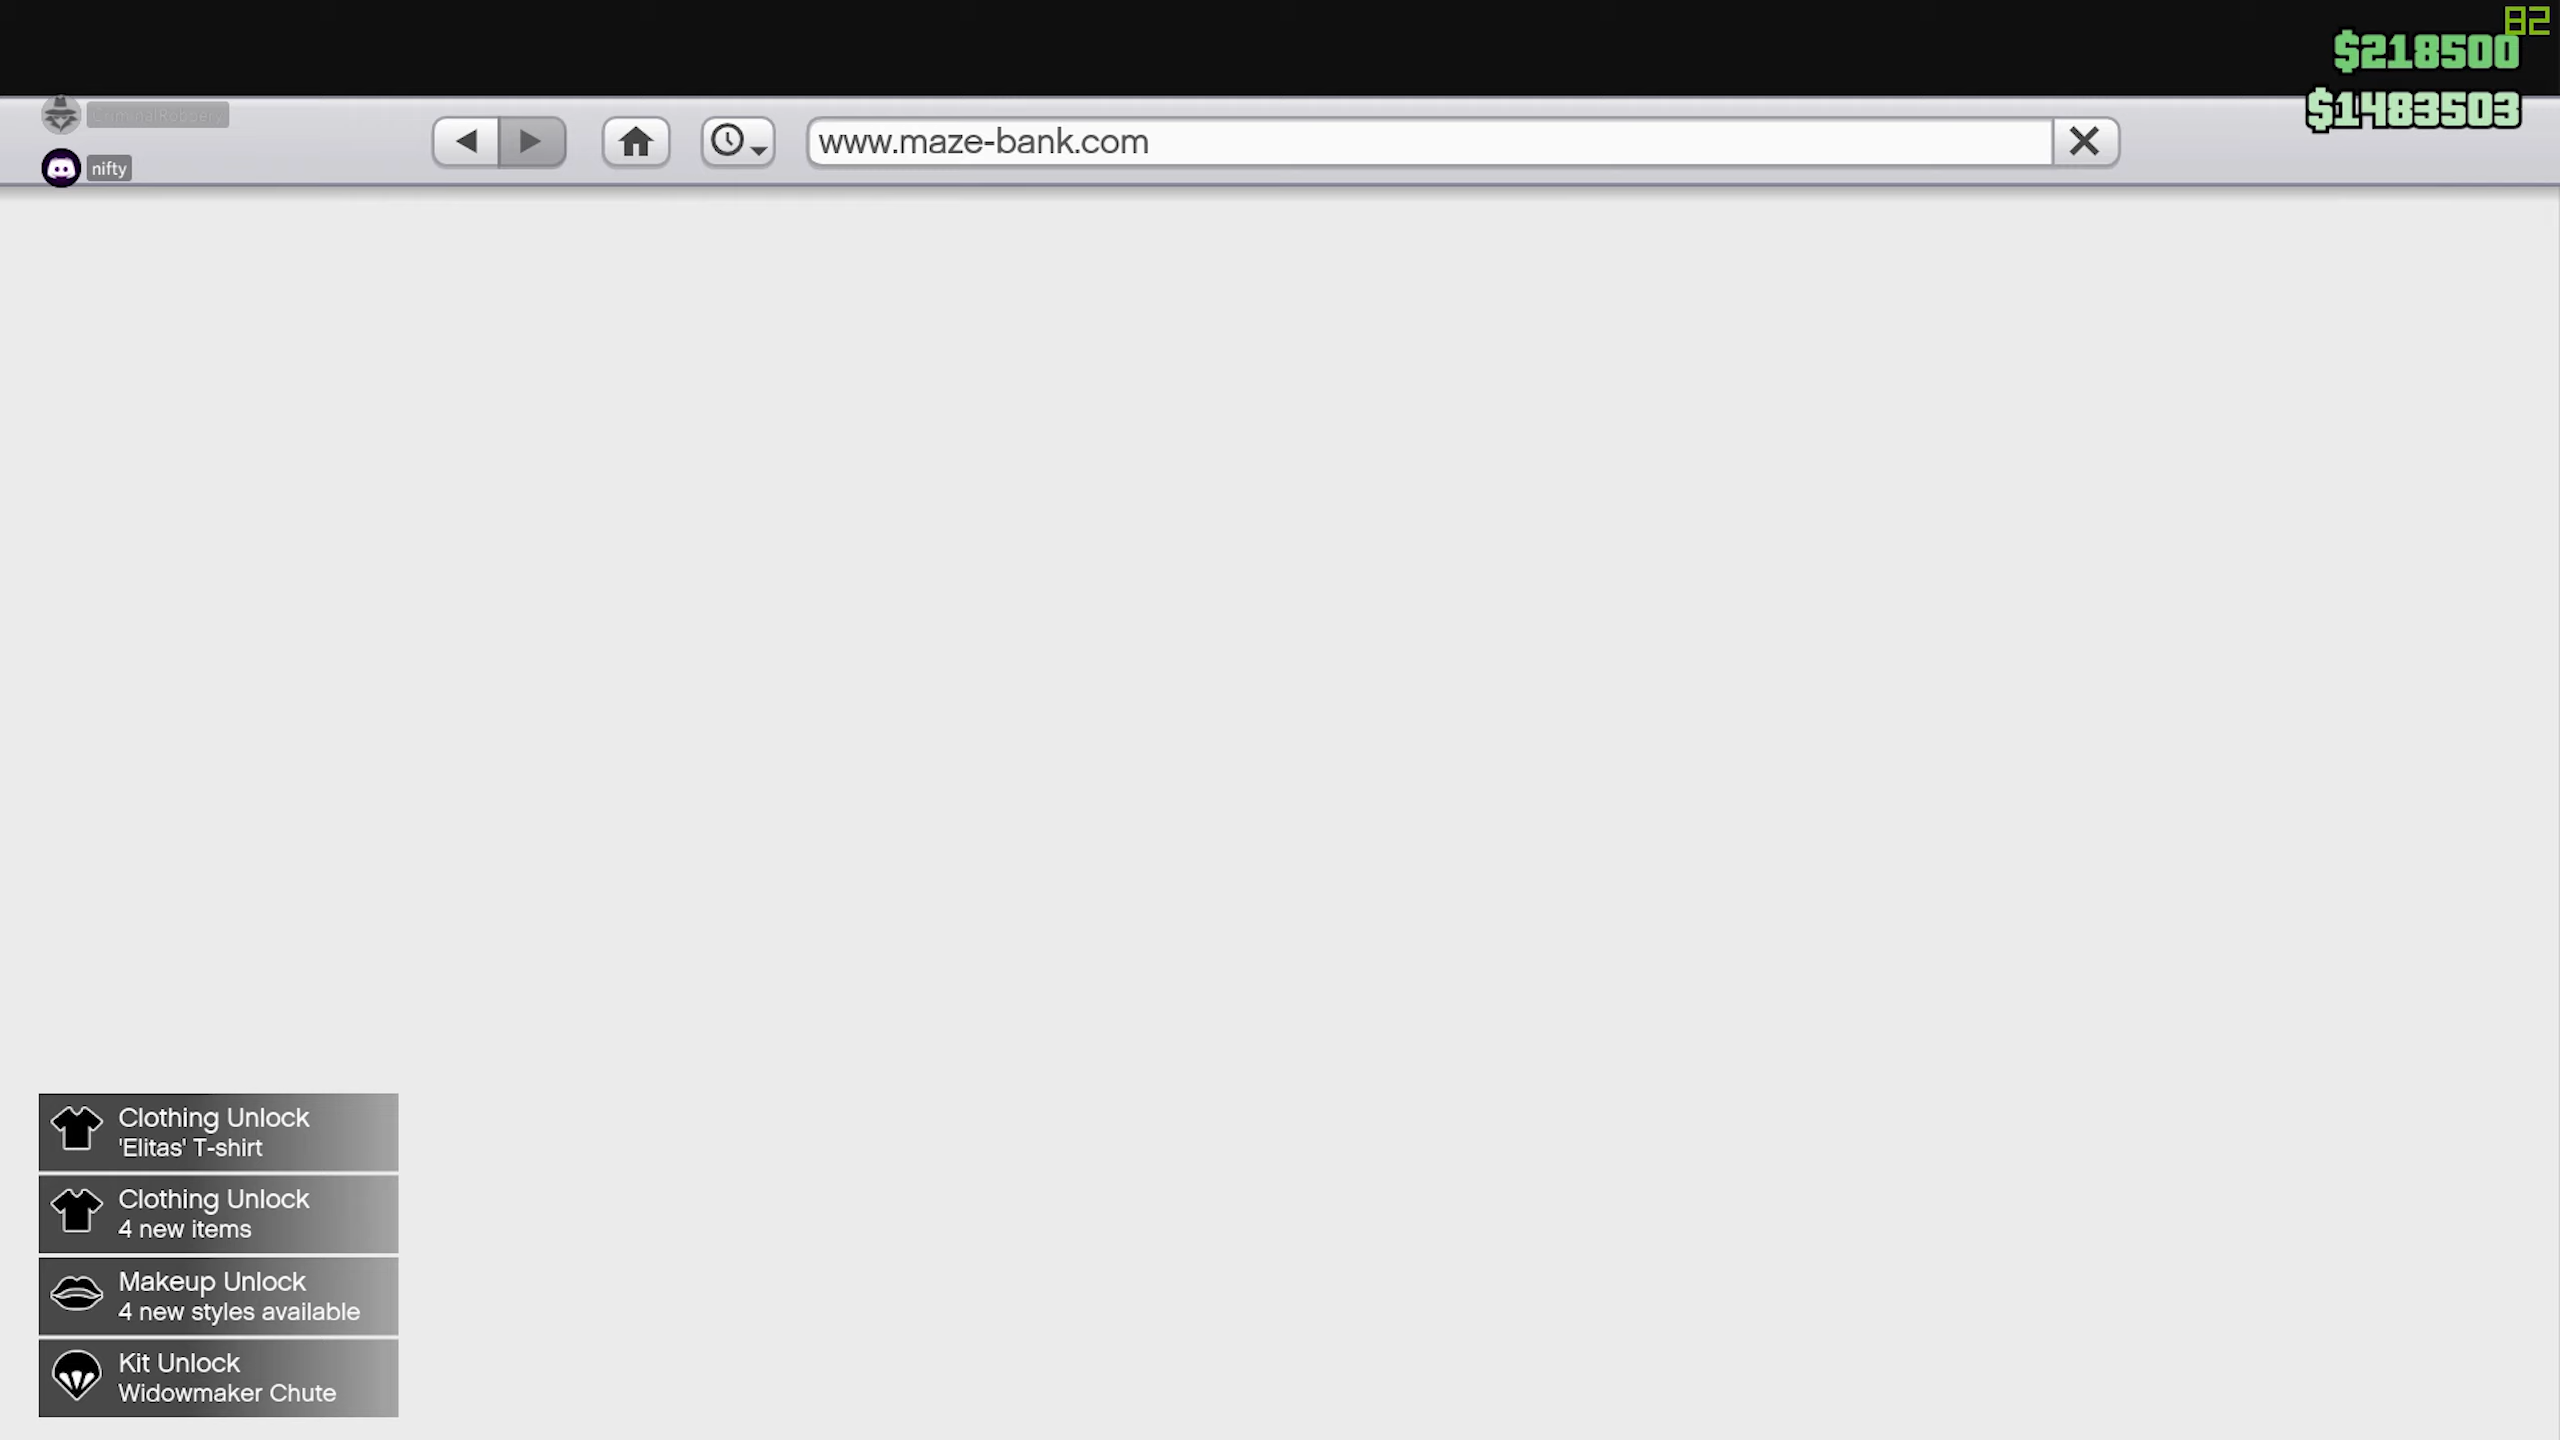 82
$218500
$1483503
CriminalRobbery
nifty
www.maze-bank.com
Clothing Unlock
'Elitas' T-shirt
Clothing Unlock
4 new items
Makeup Unlock
4 new styles available
Kit Unlock
Widowmaker Chute